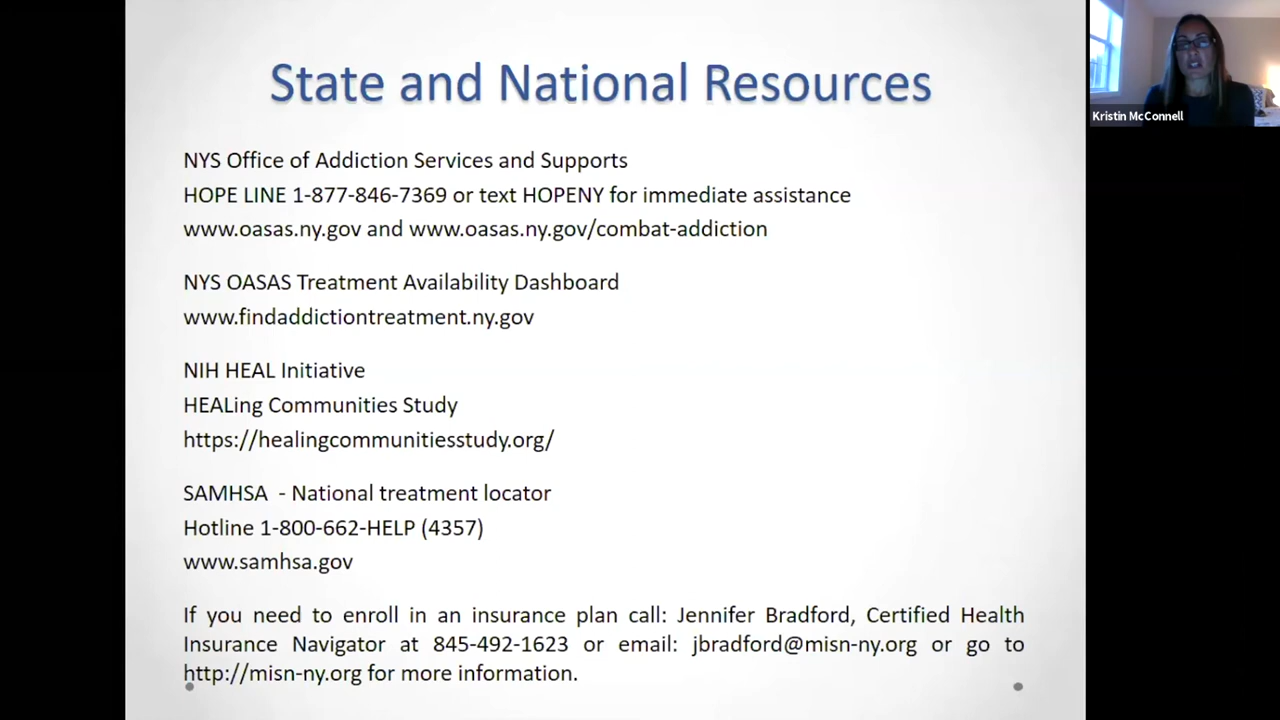 State and National Resources
Kristin McConnell
NYS Office of Addiction Services and Supports
HOPE LINE 1-877-846-7369 or text HOPENY for immediate assistance
www.oasas.ny.gov and www.oasas.ny.gov/combat-addiction
NYS OASAS Treatment Availability Dashboard
www.findaddictiontreatment.ny.gov
NIH HEAL Initiative
HEALing Communities Study
https://healingcommunitiesstudy.org/
SAMHSA - National treatment locator
Hotline 1-800-662-HELP (4357)
www.samhsa.gov
If you need to enroll in an insurance plan call: Jennifer Bradford, Certified Health
Insurance Navigator at 845-492-1623 or email: jbradford@misn-ny.org or go to
http://misn-ny.org for more information.